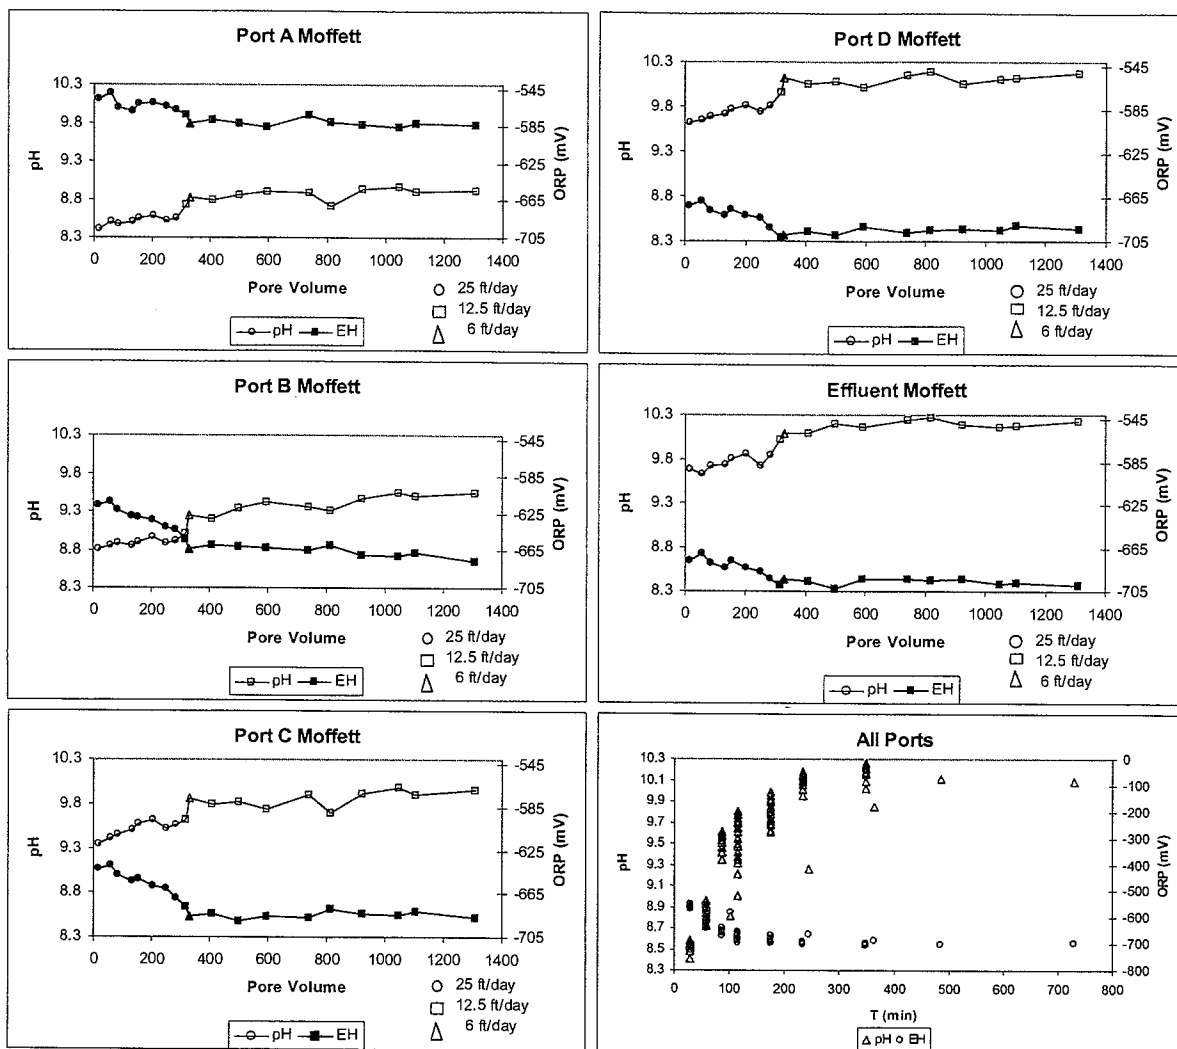 Port A Moffett
10.3
9.8
9.3
8.8
8.3
pH
-545
-585
-625
-665
-705
ORP (mV)
0 200 400 600 800 1000 1200 1400
Pore Volume
pH EH
25 ft/day
12.5 ft/day
6 ft/day
Port D Moffett
10.3
9.8
9.3
8.8
8.3
pH
-545
-585
-625
-665
-705
ORP (mV)
0 200 400 600 800 1000 1200 1400
Pore Volume
pH EH
25 ft/day
12.5 ft/day
6 ft/day
Port B Moffett
10.3
9.8
9.3
8.8
8.3
pH
-545
-585
-625
-665
-705
ORP (mV)
0 200 400 600 800 1000 1200 1400
Pore Volume
pH EH
25 ft/day
12.5 ft/day
6 ft/day
Effluent Moffett
10.3
9.8
9.3
8.8
8.3
pH
-545
-585
-625
-665
-705
ORP (mV)
0 200 400 600 800 1000 1200 1400
Pore Volume
pH EH
25 ft/day
12.5 ft/day
6 ft/day
Port C Moffett
10.3
9.8
9.3
8.8
8.3
pH
-545
-585
-625
-665
-705
ORP (mV)
0 200 400 600 800 1000 1200 1400
Pore Volume
pH EH
25 ft/day
12.5 ft/day
6 ft/day
All Ports
10.3
10.1
9.9
9.7
9.5
9.3
9.1
8.9
8.7
8.5
8.3
pH
0
-100
-200
-300
-400
-500
-600
-700
-800
ORP (mV)
0 100 200 300 400 500 600 700 800
T (min)
pH EH